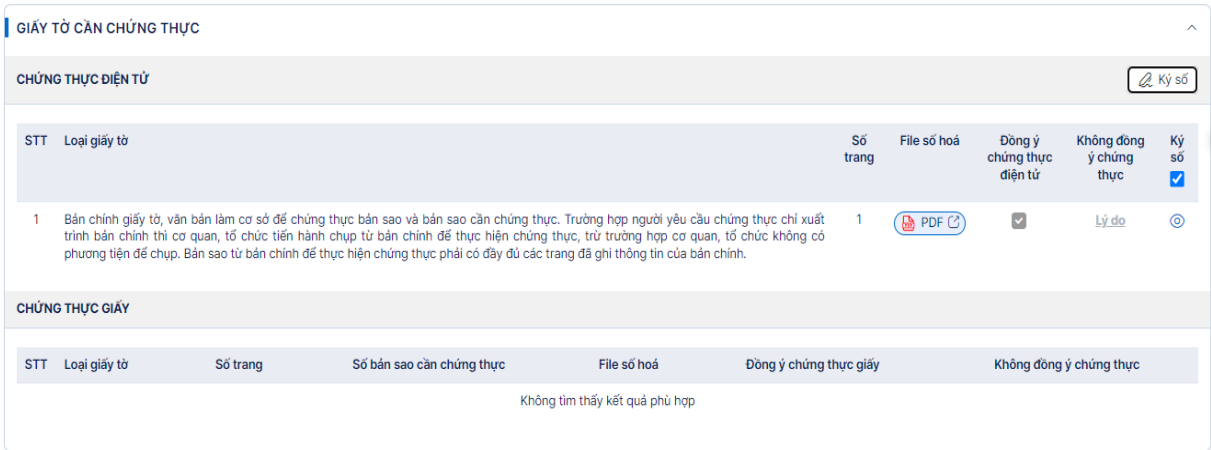 GIẤY TỜ CẦN CHỨNG THỰC
CHỨNG THỰC ĐIỆN TỬ
Ký số
STT Loại giấy tờ Số trang File số hoá Đồng ý chứng thực điện tử Không đồng ý chứng thực Ký số
1 Bản chính giấy tờ, văn bản làm cơ sở để chứng thực bản sao và bản sao cần chứng thực. Trường hợp người yêu cầu chứng thực chỉ xuất 1 PDF Lý do
trình bản chính thì cơ quan, tổ chức tiến hành chụp từ bản chính để thực hiện chứng thực, trừ trường hợp cơ quan, tổ chức không có
phương tiện để chụp. Bản sao từ bản chính để thực hiện chứng thực phải có đầy đủ các trang đã ghi thông tin của bản chính.
CHỨNG THỰC GIẤY
STT Loại giấy tờ Số trang Số bản sao cần chứng thực File số hoá Đồng ý chứng thực giấy Không đồng ý chứng thực
Không tìm thấy kết quả phù hợp